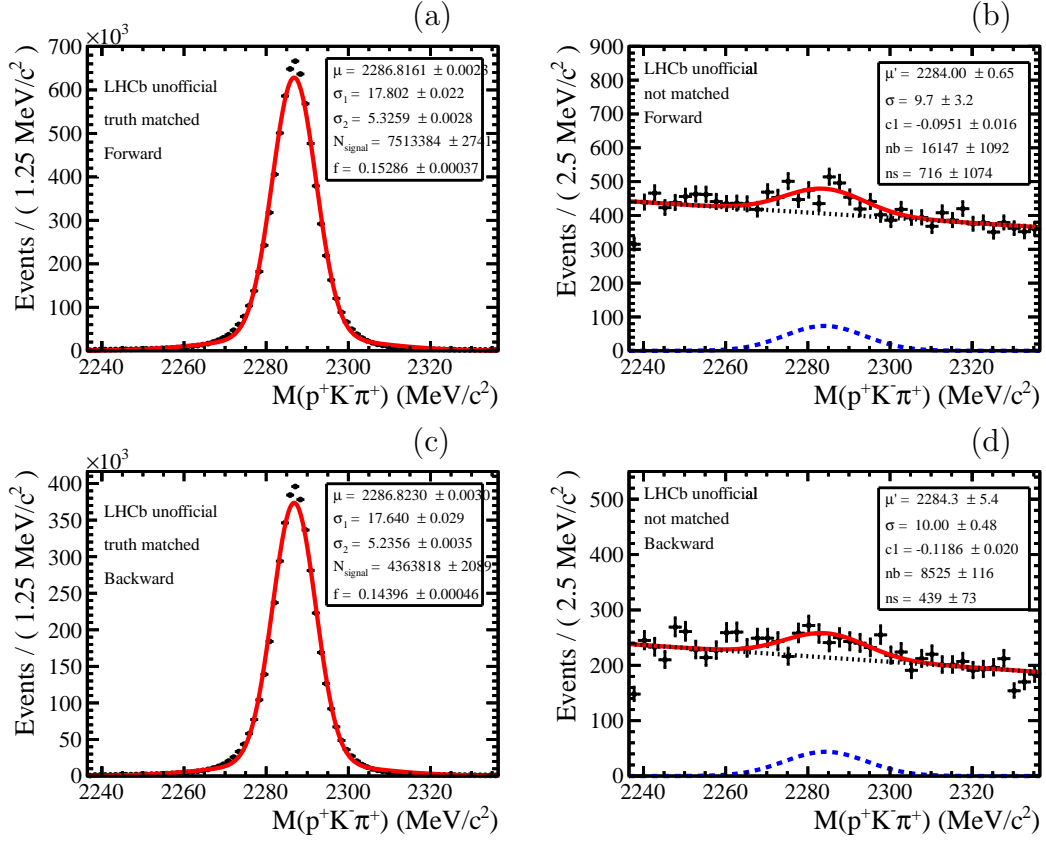 (a)
×10³
700
600
500
400
300
200
100
0
Events / ( 1.25 MeV/c² )
LHCb unofficial
truth matched
Forward
μ = 2286.8161 ± 0.0023
σ₁ = 17.802 ± 0.022
σ₂ = 5.3259 ± 0.0028
N_signal = 7513384 ± 2741
f = 0.15286 ± 0.00037
2240 2260 2280 2300 2320
M(p⁺K⁻π⁺) (MeV/c²)
(b)
900
800
700
600
500
400
300
200
100
0
Events / ( 2.5 MeV/c² )
LHCb unofficial
not matched
Forward
μ' = 2284.00 ± 0.65
σ = 9.7 ± 3.2
c1 = -0.0951 ± 0.016
nb = 16147 ± 1092
ns = 716 ± 1074
2240 2260 2280 2300 2320
M(p⁺K⁻π⁺) (MeV/c²)
(c)
×10³
400
350
300
250
200
150
100
50
0
Events / ( 1.25 MeV/c² )
LHCb unofficial
truth matched
Backward
μ = 2286.8230 ± 0.0030
σ₁ = 17.640 ± 0.029
σ₂ = 5.2356 ± 0.0035
N_signal = 4363818 ± 2089
f = 0.14396 ± 0.00046
2240 2260 2280 2300 2320
M(p⁺K⁻π⁺) (MeV/c²)
(d)
500
400
300
200
100
0
Events / ( 2.5 MeV/c² )
LHCb unofficial
not matched
Backward
μ' = 2284.3 ± 5.4
σ = 10.00 ± 0.48
c1 = -0.1186 ± 0.020
nb = 8525 ± 116
ns = 439 ± 73
2240 2260 2280 2300 2320
M(p⁺K⁻π⁺) (MeV/c²)